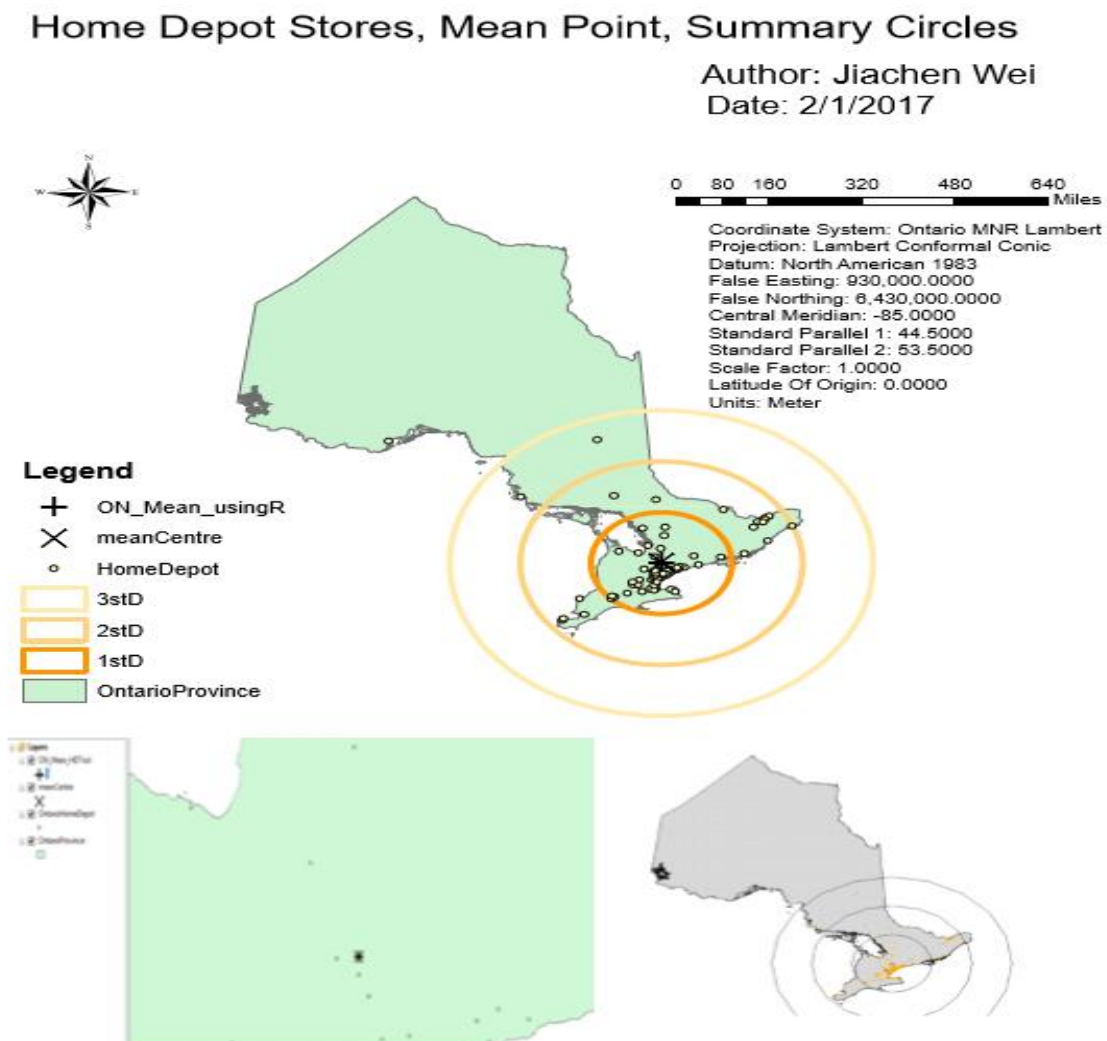 Home Depot Stores, Mean Point, Summary Circles
Author: Jiachen Wei
Date: 2/1/2017
N
W E
S
0 80 160 320 480 640
Miles
Coordinate System: Ontario MNR Lambert
Projection: Lambert Conformal Conic
Datum: North American 1983
False Easting: 930,000.0000
False Northing: 6,430,000.0000
Central Meridian: -85.0000
Standard Parallel 1: 44.5000
Standard Parallel 2: 53.5000
Scale Factor: 1.0000
Latitude Of Origin: 0.0000
Units: Meter
Legend
ON_Mean_usingR
meanCentre
HomeDepot
3stD
2stD
1stD
OntarioProvince
Layers
meanCentre
OntarioHomeDepot
OntarioProvince